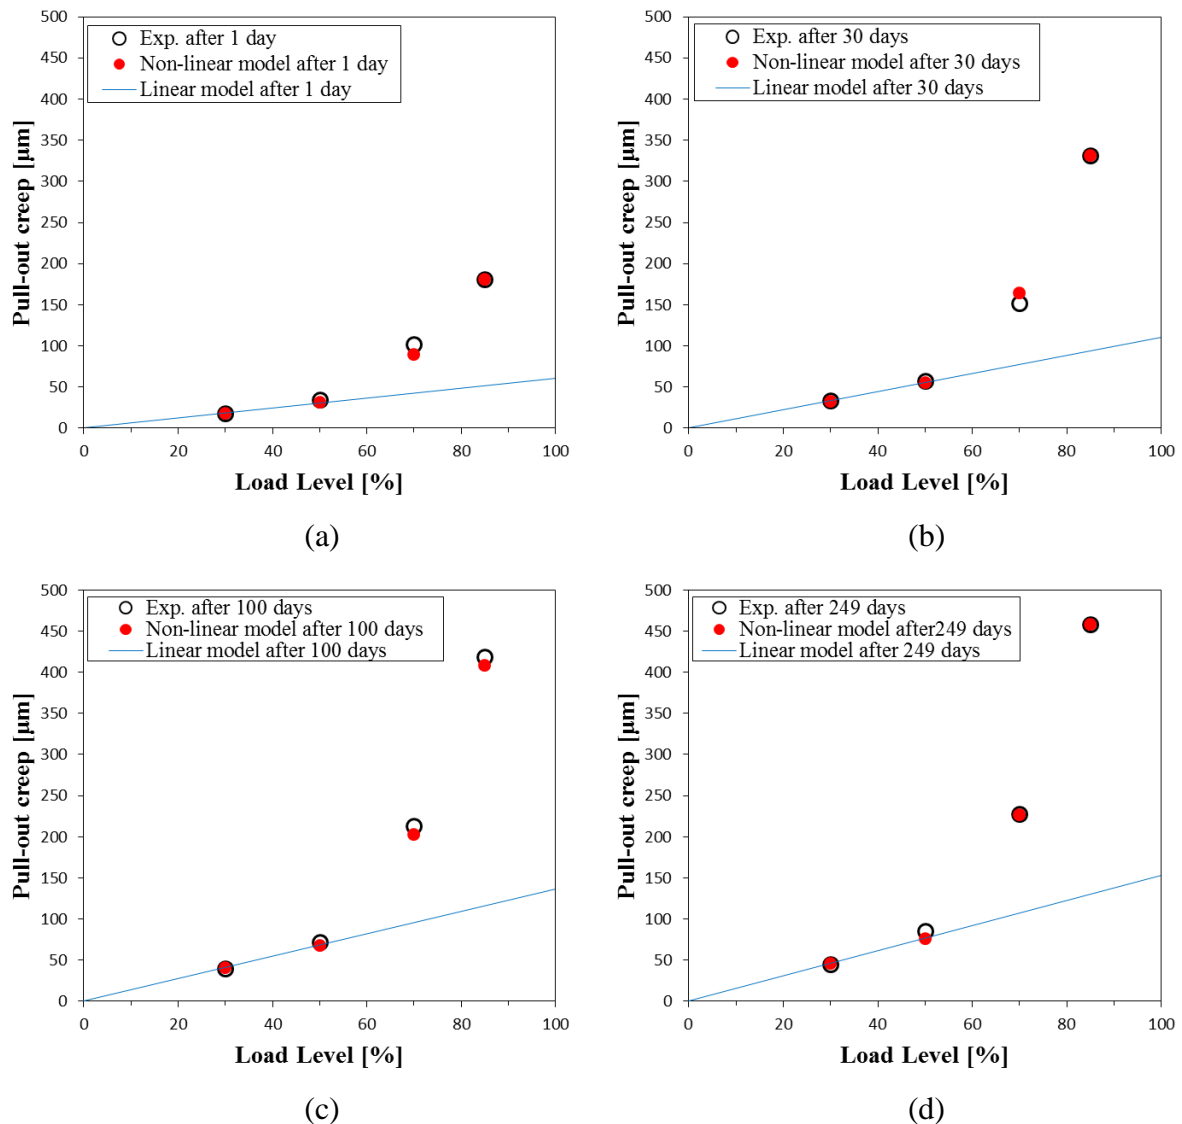 Exp. after 1 day
Non-linear model after 1 day
Linear model after 1 day
500
450
400
350
300
250
200
150
100
50
0
0 20 40 60 80 100
Pull-out creep [µm]
Load Level [%]
(a)
Exp. after 30 days
Non-linear model after 30 days
Linear model after 30 days
500
450
400
350
300
250
200
150
100
50
0
0 20 40 60 80 100
Pull-out creep [µm]
Load Level [%]
(b)
Exp. after 100 days
Non-linear model after 100 days
Linear model after 100 days
500
450
400
350
300
250
200
150
100
50
0
0 20 40 60 80 100
Pull-out creep [µm]
Load Level [%]
(c)
Exp. after 249 days
Non-linear model after249 days
Linear model after 249 days
500
450
400
350
300
250
200
150
100
50
0
0 20 40 60 80 100
Pull-out creep [µm]
Load Level [%]
(d)